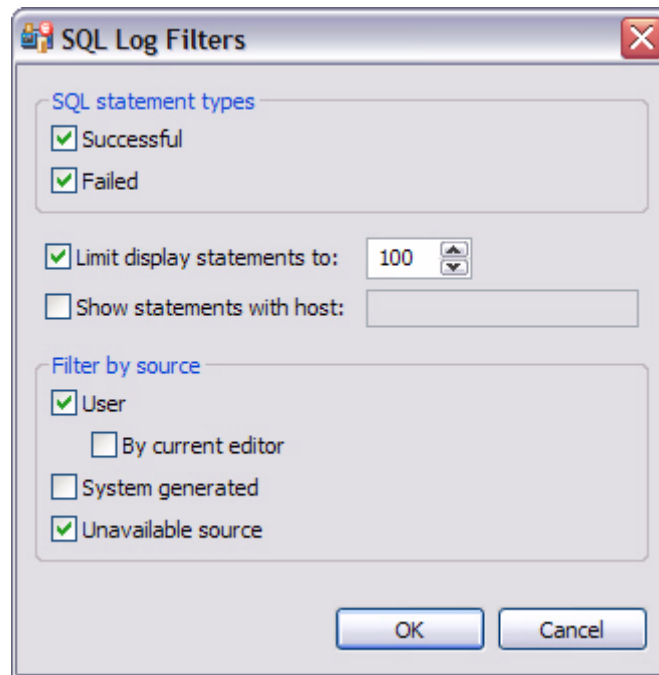 SQL Log Filters
SQL statement types
Successful
Failed
Limit display statements to: 100
Show statements with host:
Filter by source
User
By current editor
System generated
Unavailable source
OK Cancel